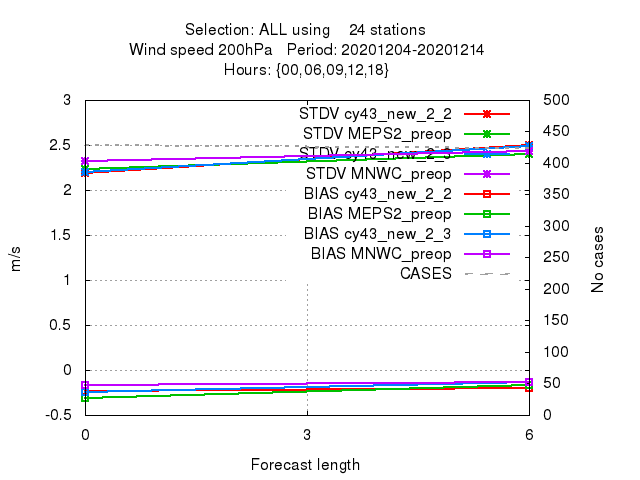 Selection: ALL using 24 stations
Wind speed 200hPa Period: 20201204-20201214
Hours: {00,06,09,12,18}
3
2.5
2
1.5
1
0.5
0
-0.5
m/s
500
450
400
350
300
250
200
150
100
50
0
No cases
STDV cy43_new_2_2
STDV MEPS2_preop
STDV cy43_new_2_3
STDV MNWC_preop
BIAS cy43_new_2_2
BIAS MEPS2_preop
BIAS cy43_new_2_3
BIAS MNWC_preop
CASES
0
3
6
Forecast length